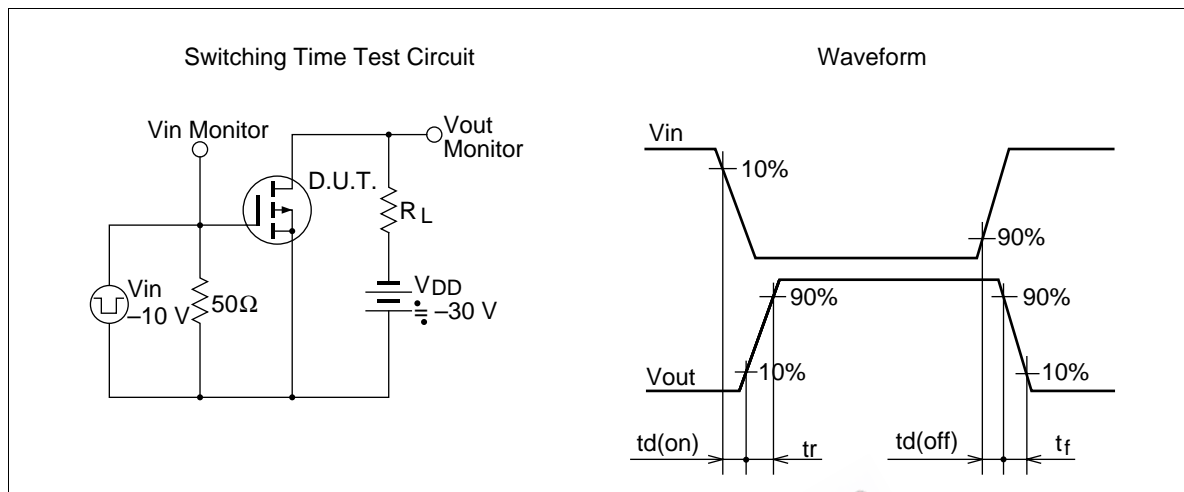 Switching Time Test Circuit
Vin Monitor
Vout
Monitor
D.U.T.
RL
Vin
–10 V
50Ω
VDD
≒ –30 V
Waveform
Vin
10%
90%
90%
90%
Vout
10%
10%
td(on)
tr
td(off)
tf